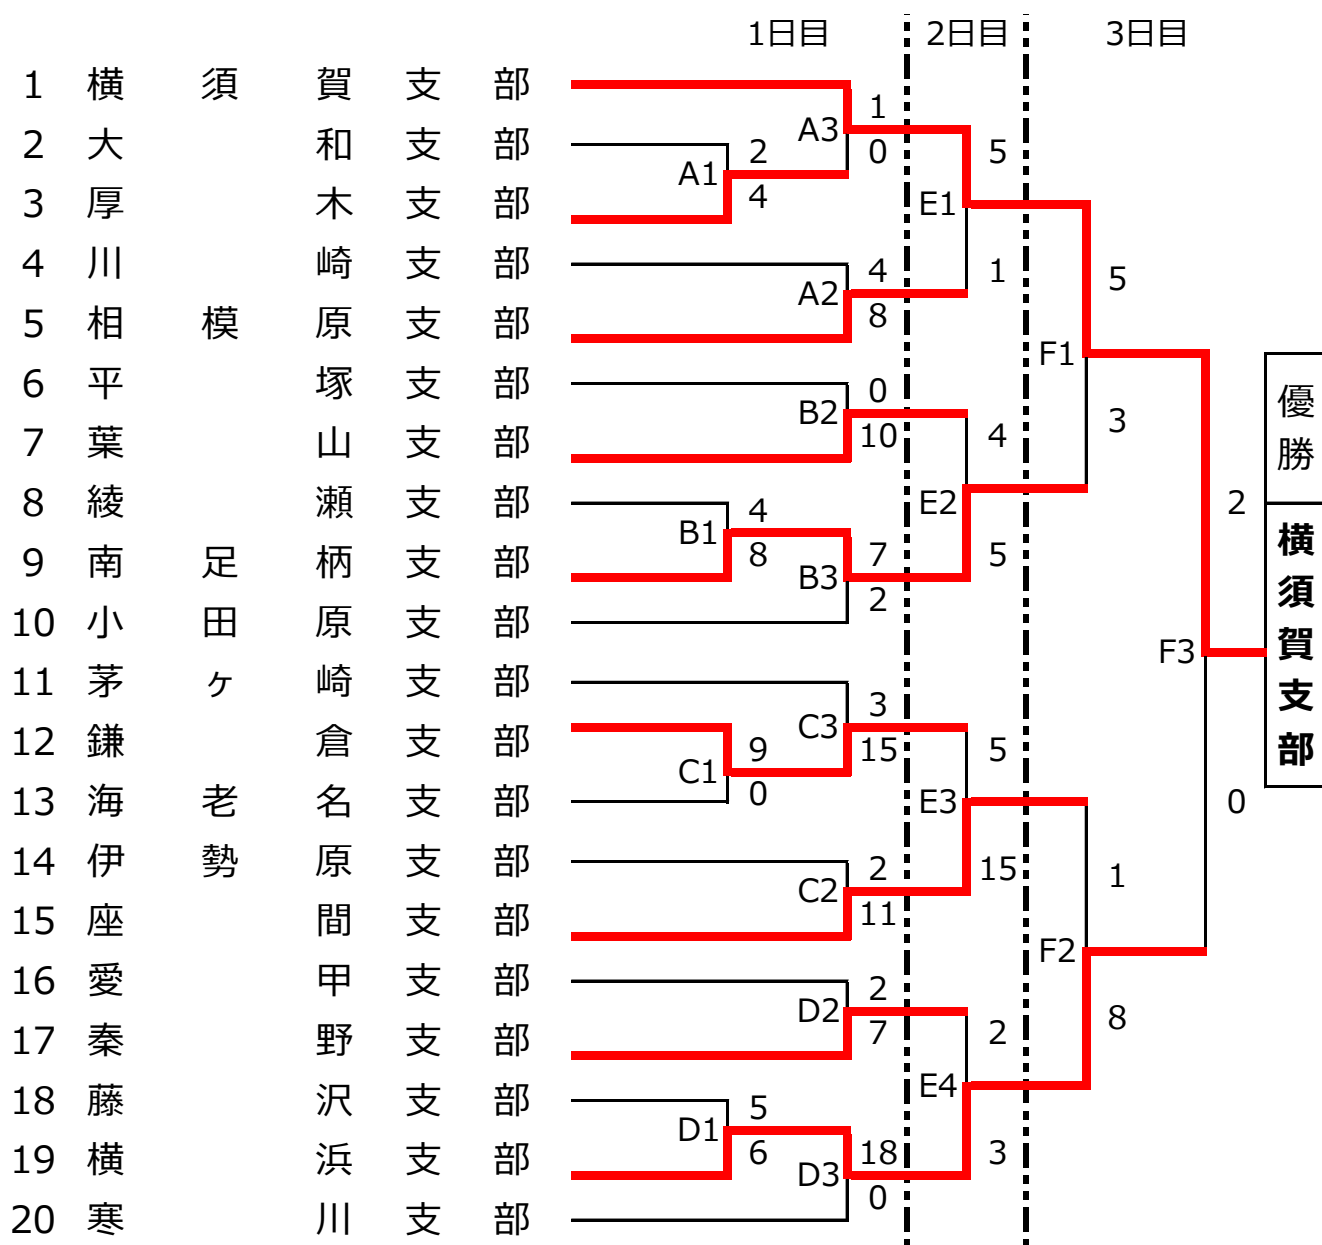 1日目 2日目 3日目
1 横須賀支部
2 大和支部
3 厚木支部
4 川崎支部
5 相模原支部
6 平塚支部
7 葉山支部
8 綾瀬支部
9 南足柄支部
10 小田原支部
11 茅ヶ崎支部
12 鎌倉支部
13 海老名支部
14 伊勢原支部
15 座間支部
16 愛甲支部
17 秦野支部
18 藤沢支部
19 横浜支部
20 寒川支部
A1 2 4
A3 1 0
A2 4 8
B2 0 10
B1 4 8
B3 7 2
C3 3 15
C1 9 0
C2 2 11
D2 2 7
D1 5 6
D3 18 0
E1 5 1
E2 4 5
E3 5 15
E4 2 3
F1 5 3
F2 1 8
F3 2 0
優勝
横須賀支部